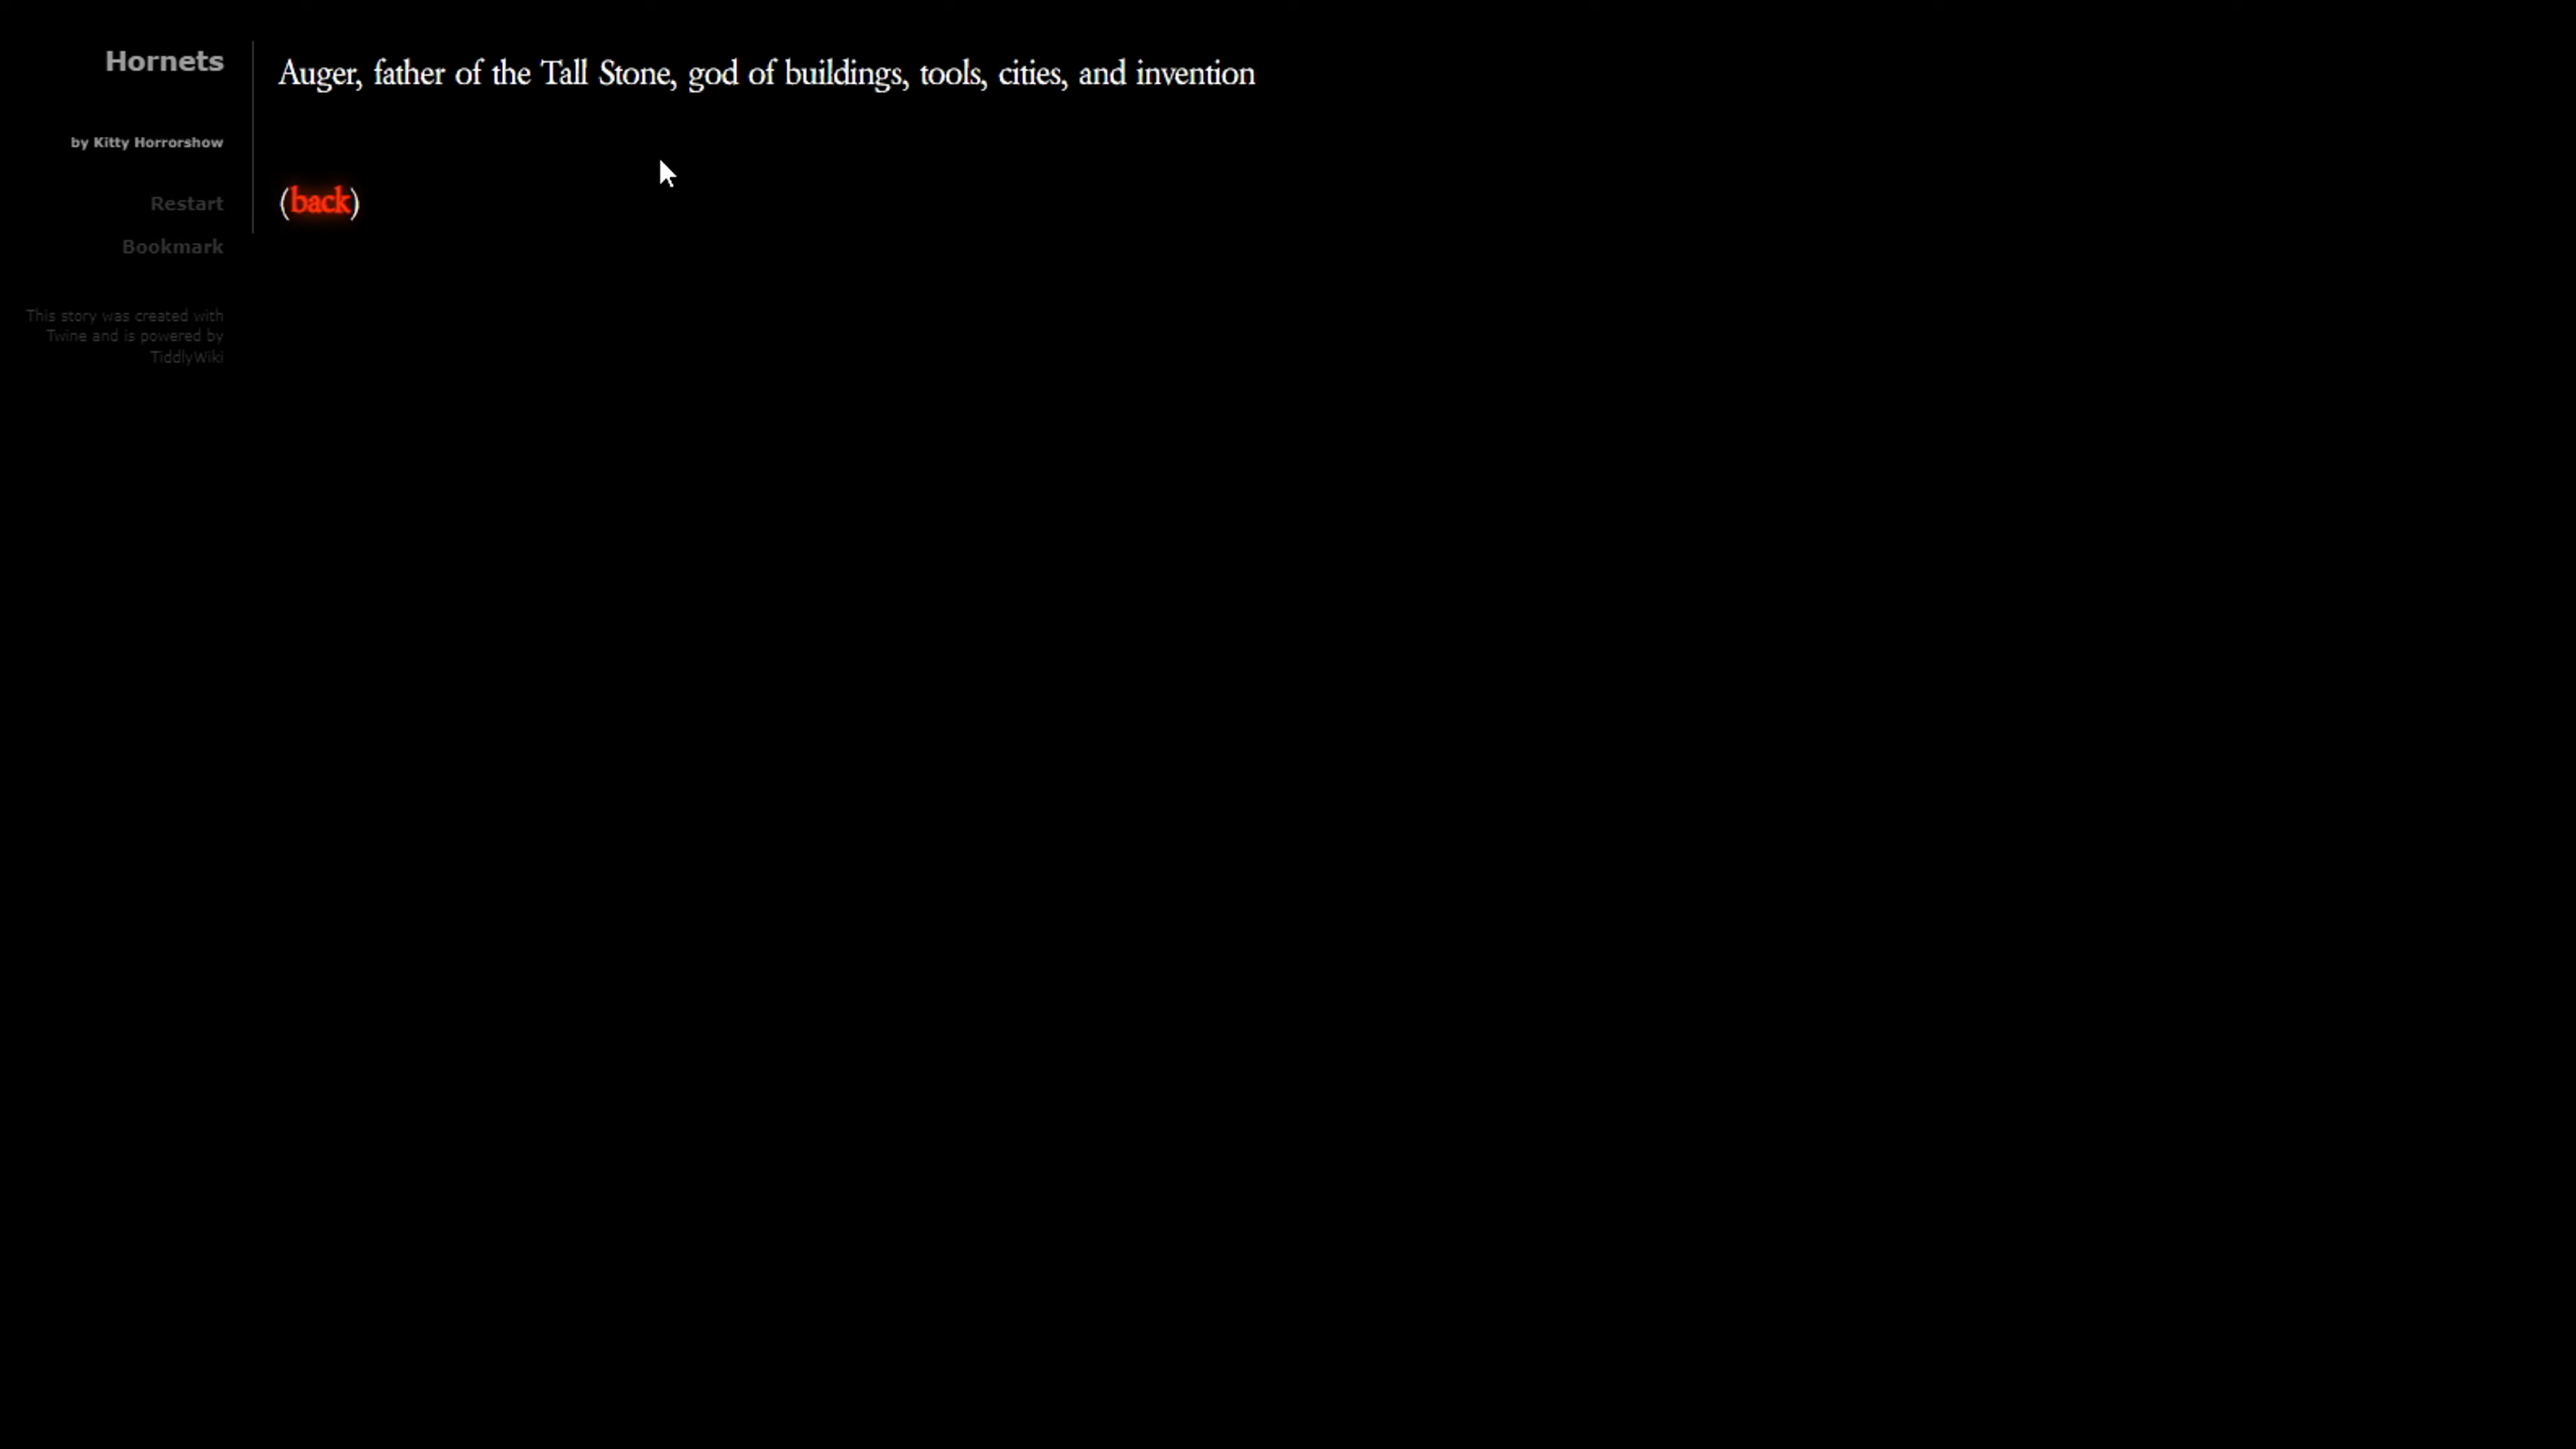 Hornets
by Kitty Horrorshow
Restart
Bookmark
This story was created with
Twine and is powered by
TiddlyWiki
Auger, father of the Tall Stone, god of buildings, tools, cities, and invention
(back)